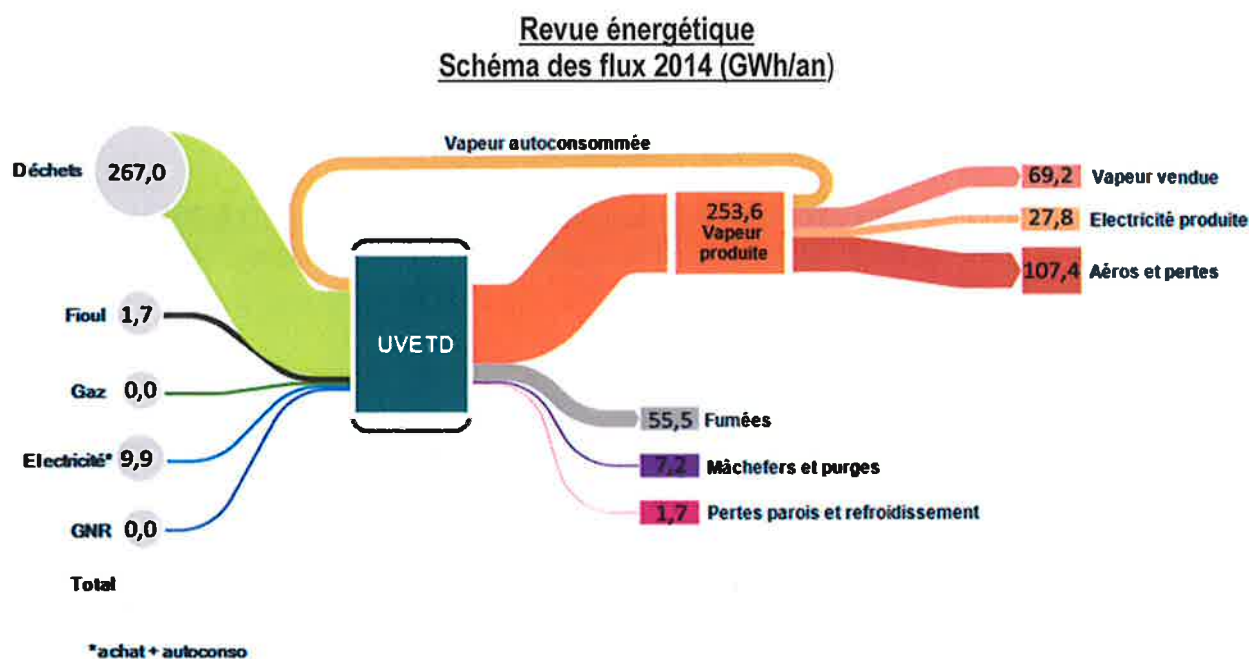 Revue énergétique
Schéma des flux 2014 (GWh/an)
Vapeur autoconsommée
Déchets 267,0
69,2 Vapeur vendue
253,6
Vapeur
produite
27,8 Electricité produite
107,4 Aéros et pertes
Fioul 1,7
UVETD
Gaz 0,0
55,5 Fumées
Electricité* 9,9
7,2 Mâchefers et purges
1,7 Pertes parois et refroidissement
GNR 0,0
Total
*achat + autoconso